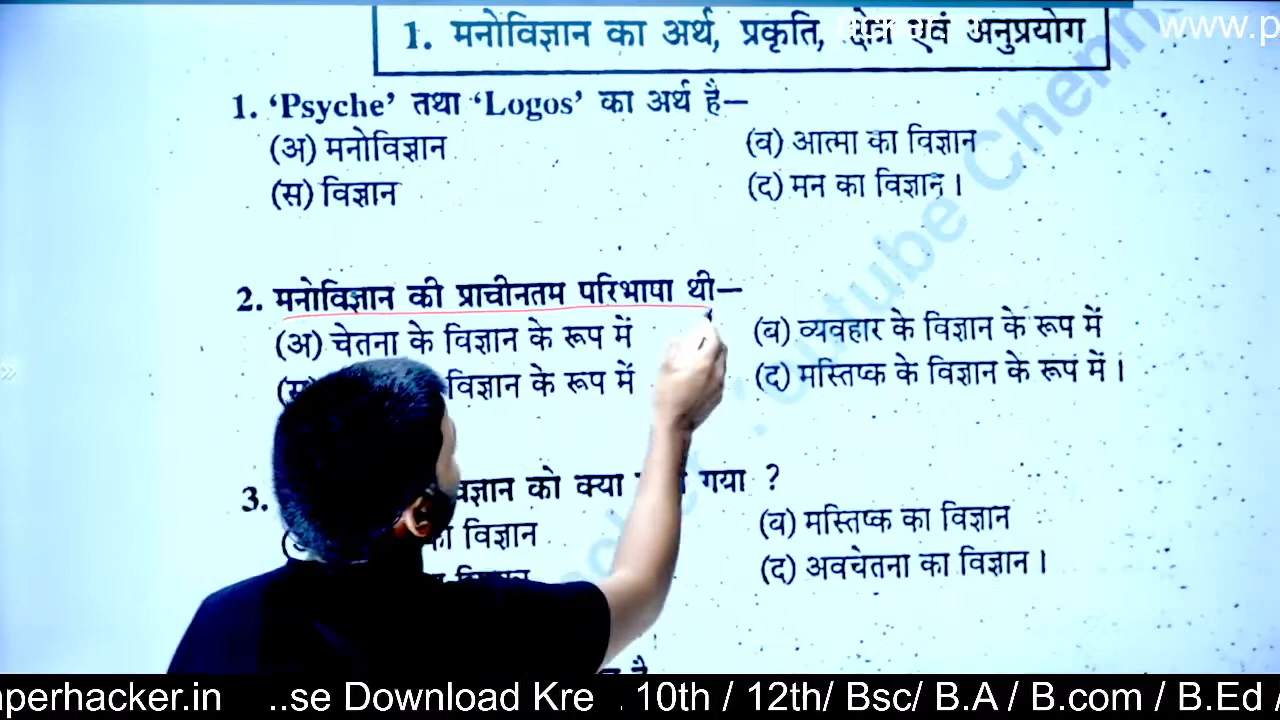 1. मनोविज्ञान का अर्थ, प्रकृति, क्षेत्र एवं अनुप्रयोग
www.p
1. ‘Psyche’ तथा ‘Logos’ का अर्थ है–
(अ) मनोविज्ञान (ब) आत्मा का विज्ञान
(स) विज्ञान (द) मन का विज्ञान।
2. मनोविज्ञान की प्राचीनतम परिभाषा थी–
(अ) चेतना के विज्ञान के रूप में (ब) व्यवहार के विज्ञान के रूप में
विज्ञान के रूप में (द) मस्तिष्क के विज्ञान के रूप में।
3. को क्या गया ?
का विज्ञान (ब) मस्तिष्क का विज्ञान
(द) अवचेतना का विज्ञान।
है
perhacker.in ..se Download Kre 10th / 12th/ Bsc/ B.A / B.com / B.Ed /